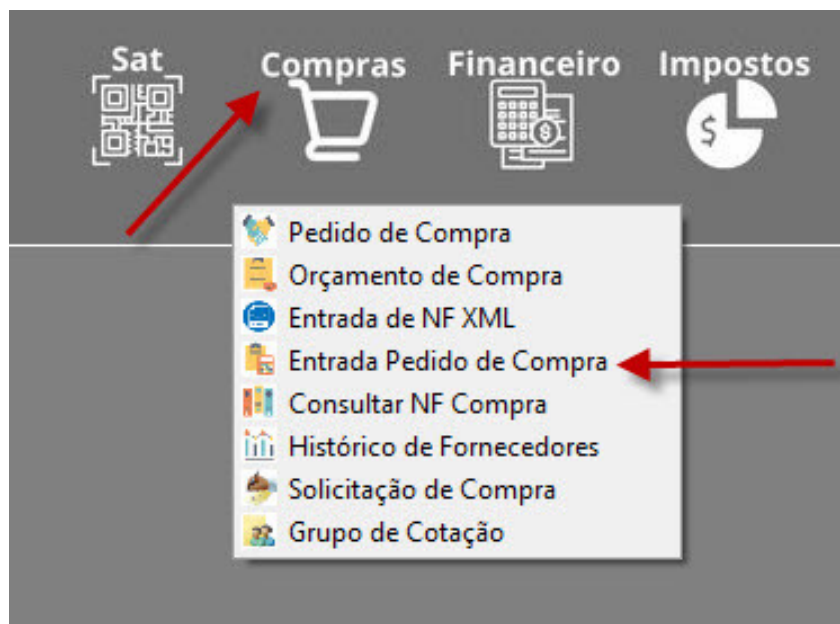 Sat
Compras
Financeiro
Impostos
$
$
Pedido de Compra
Orçamento de Compra
Entrada de NF XML
Entrada Pedido de Compra
Consultar NF Compra
Histórico de Fornecedores
Solicitação de Compra
Grupo de Cotação